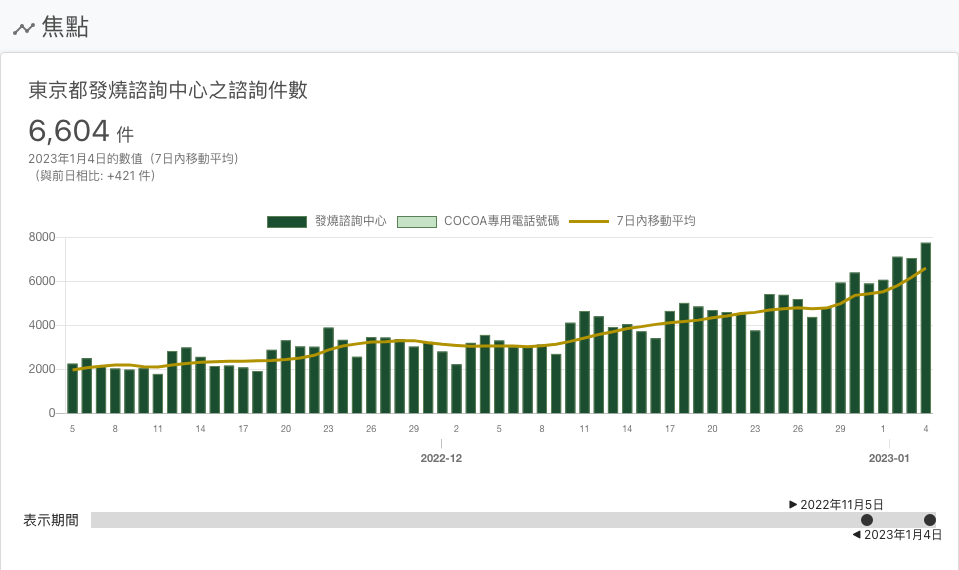 焦點
東京都發燒諮詢中心之諮詢件數
6,604 件
2023年1月4日的數值（7日內移動平均）
（與前日相比: +421 件）
發燒諮詢中心 COCOA專用電話號碼 7日內移動平均
8000
6000
4000
2000
0
5 8 11 14 17 20 23 26 29 2 5 8 11 14 17 20 23 26 29 1 4
2022-12 2023-01
▶ 2022年11月5日
表示期間
◀ 2023年1月4日